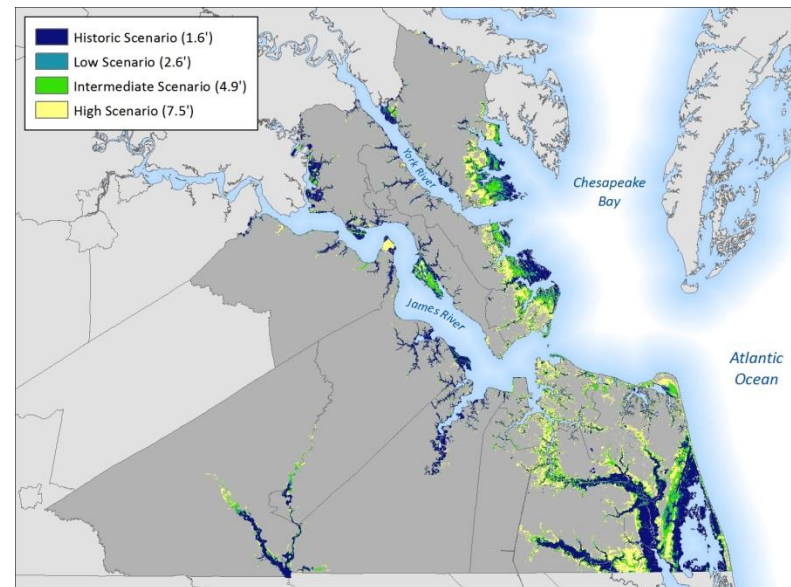 Historic Scenario (1.6')
Low Scenario (2.6')
Intermediate Scenario (4.9')
High Scenario (7.5')
York River
Chesapeake
Bay
James River
Atlantic
Ocean